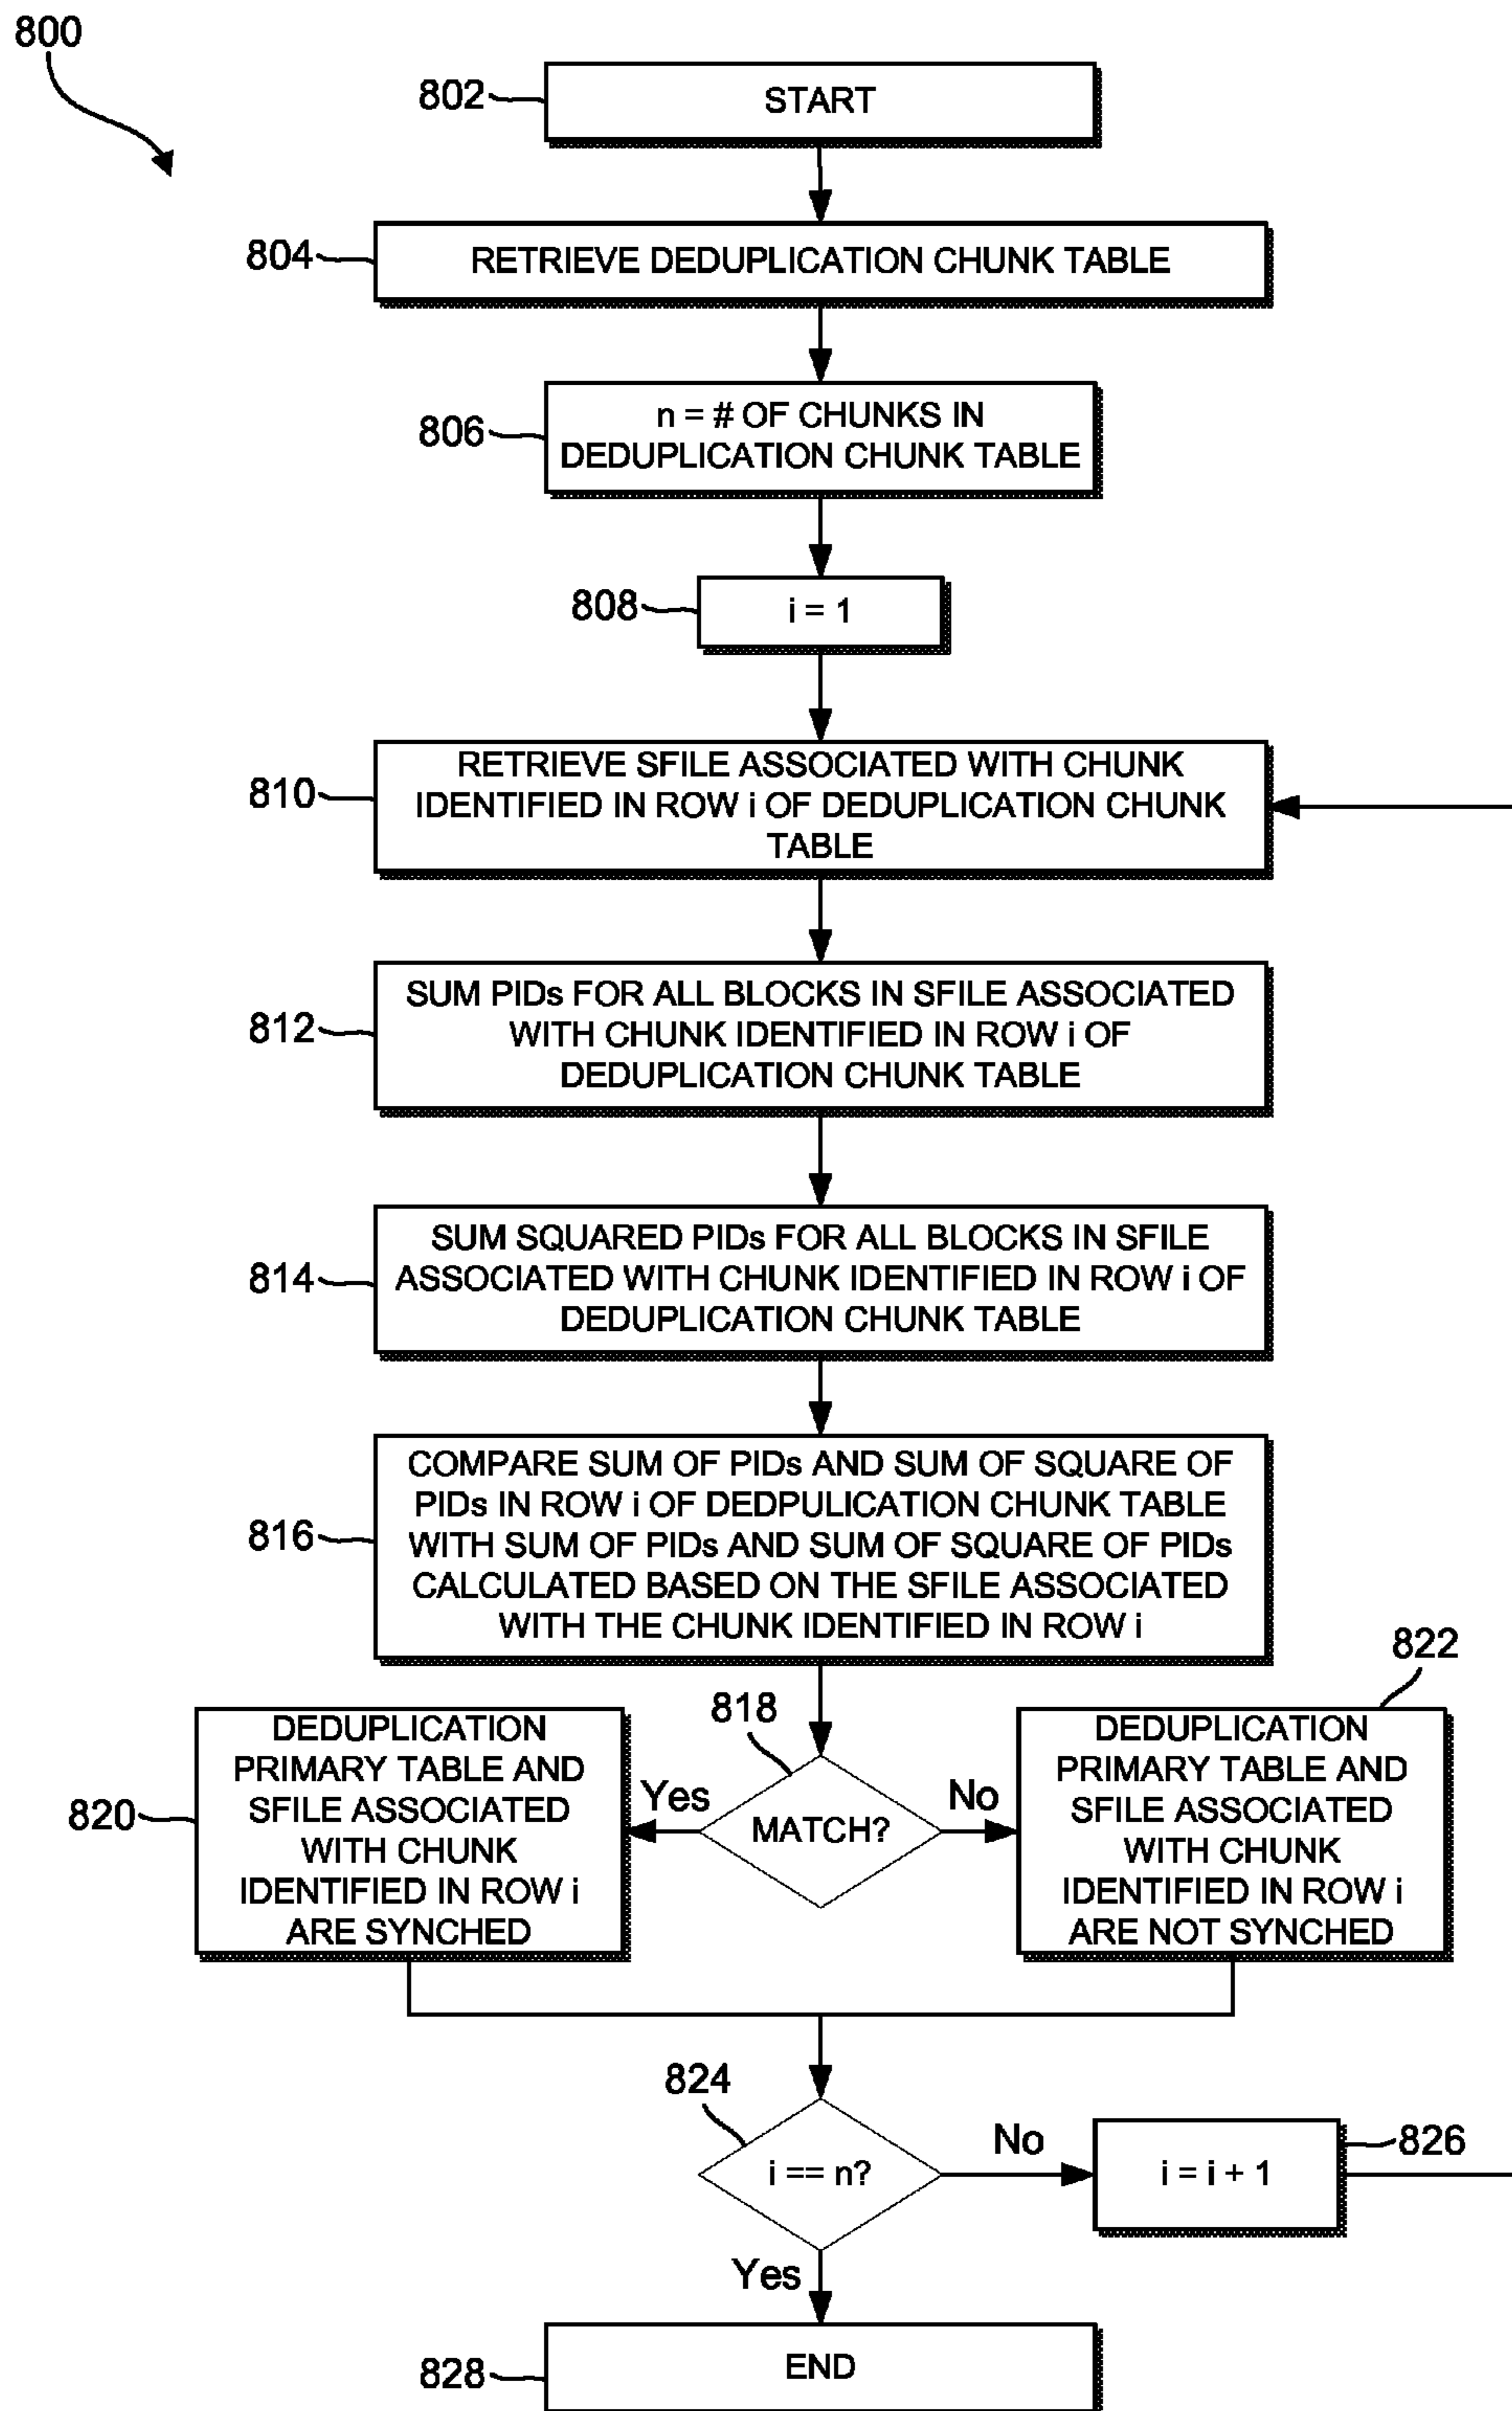 800
802
START
804
RETRIEVE DEDUPLICATION CHUNK TABLE
806
n = # OF CHUNKS IN
DEDUPLICATION CHUNK TABLE
808
i = 1
810
RETRIEVE SFILE ASSOCIATED WITH CHUNK
IDENTIFIED IN ROW i OF DEDUPLICATION CHUNK
TABLE
812
SUM PIDs FOR ALL BLOCKS IN SFILE ASSOCIATED
WITH CHUNK IDENTIFIED IN ROW i OF
DEDUPLICATION CHUNK TABLE
814
SUM SQUARED PIDs FOR ALL BLOCKS IN SFILE
ASSOCIATED WITH CHUNK IDENTIFIED IN ROW i OF
DEDUPLICATION CHUNK TABLE
816
COMPARE SUM OF PIDs AND SUM OF SQUARE OF
PIDs IN ROW i OF DEDPULICATION CHUNK TABLE
WITH SUM OF PIDs AND SUM OF SQUARE OF PIDs
CALCULATED BASED ON THE SFILE ASSOCIATED
WITH THE CHUNK IDENTIFIED IN ROW i
818
MATCH?
Yes
No
820
DEDUPLICATION
PRIMARY TABLE AND
SFILE ASSOCIATED
WITH CHUNK
IDENTIFIED IN ROW i
ARE SYNCHED
822
DEDUPLICATION
PRIMARY TABLE AND
SFILE ASSOCIATED
WITH CHUNK
IDENTIFIED IN ROW i
ARE NOT SYNCHED
824
i == n?
No
826
i = i + 1
Yes
828
END